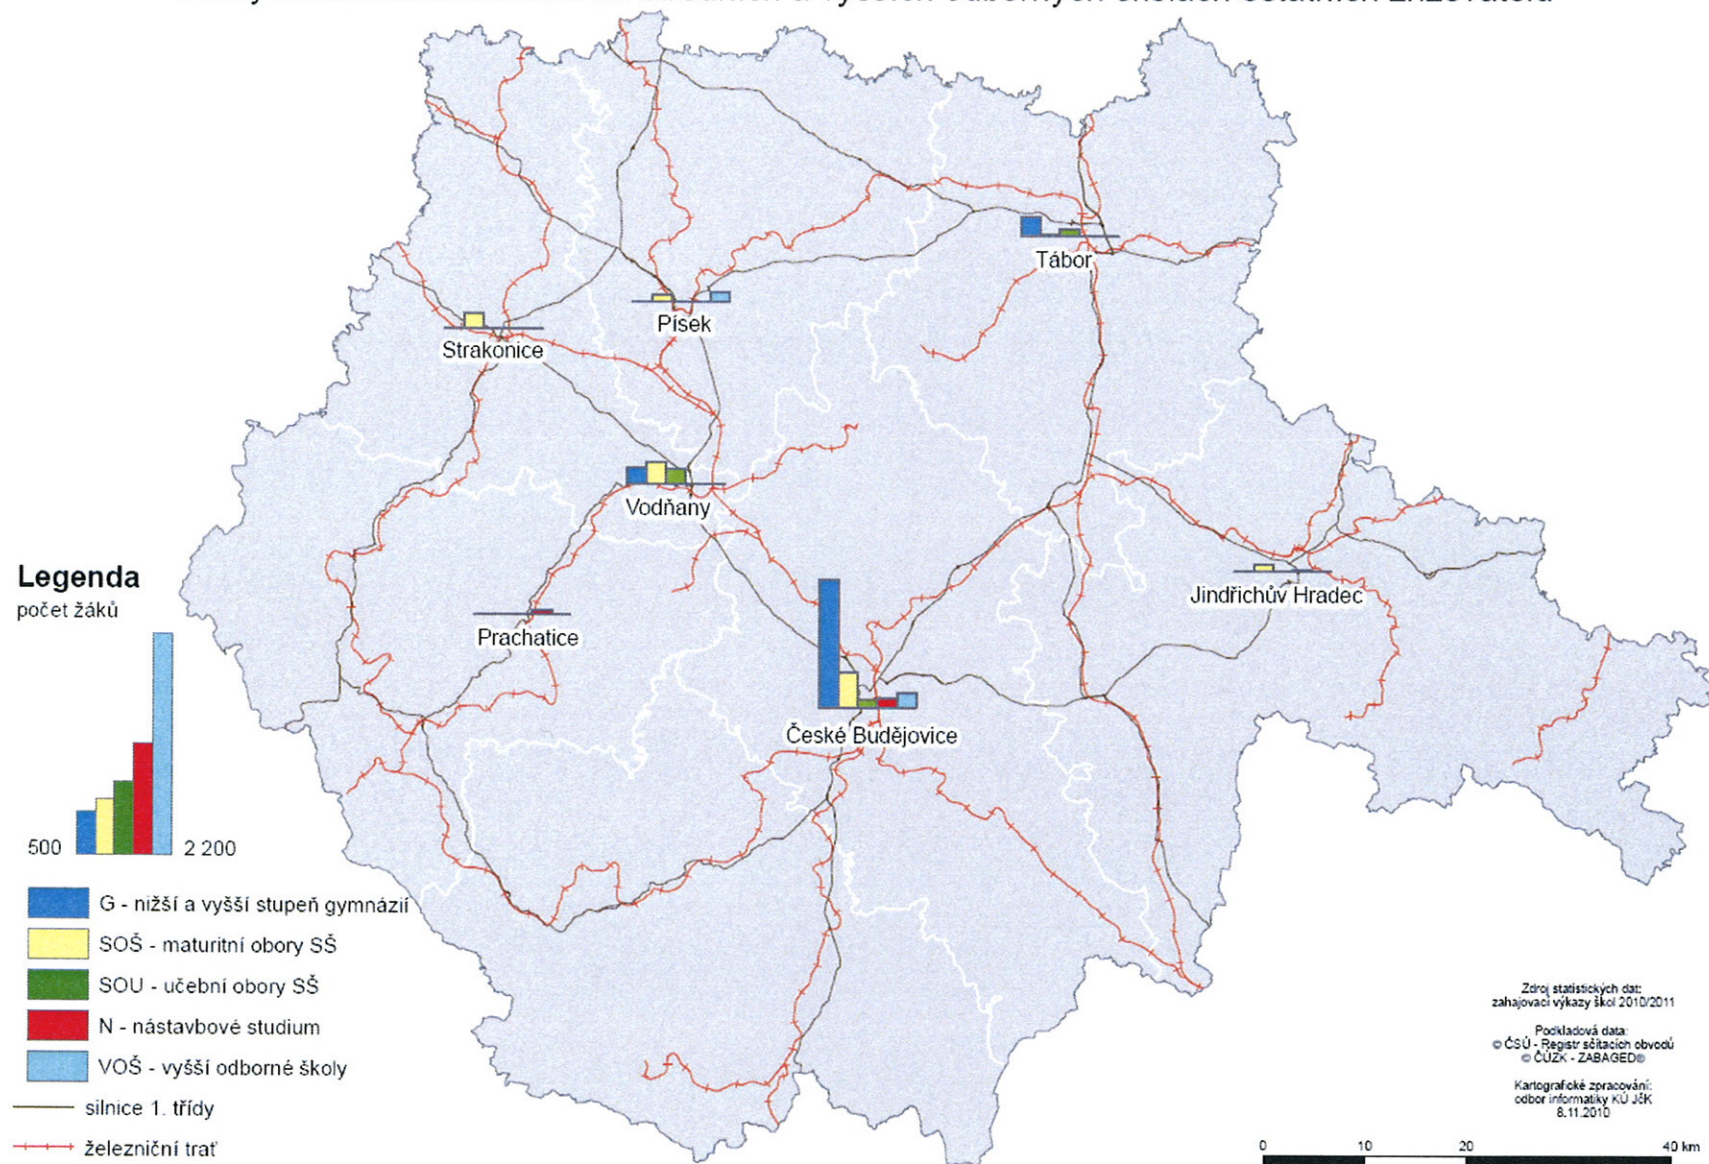 Tábor
Písek
Strakonice
Vodňany
Jindřichův Hradec
Prachatice
České Budějovice
Legenda
počet žáků
500
2 200
G - nižší a vyšší stupeň gymnázií
SOŠ - maturitní obory SŠ
SOU - učební obory SŠ
N - nástavbové studium
VOŠ - vyšší odborné školy
silnice 1. třídy
železniční trať
Zdroj statistických dat:
zahajovací výkazy škol 2010/2011
Podkladová data:
© ČSÚ - Registr sčítacích obvodů
© ČÚZK - ZABAGED®
Kartografické zpracování:
odbor informatiky KÚ JčK
8.11.2010
0 10 20 40 km